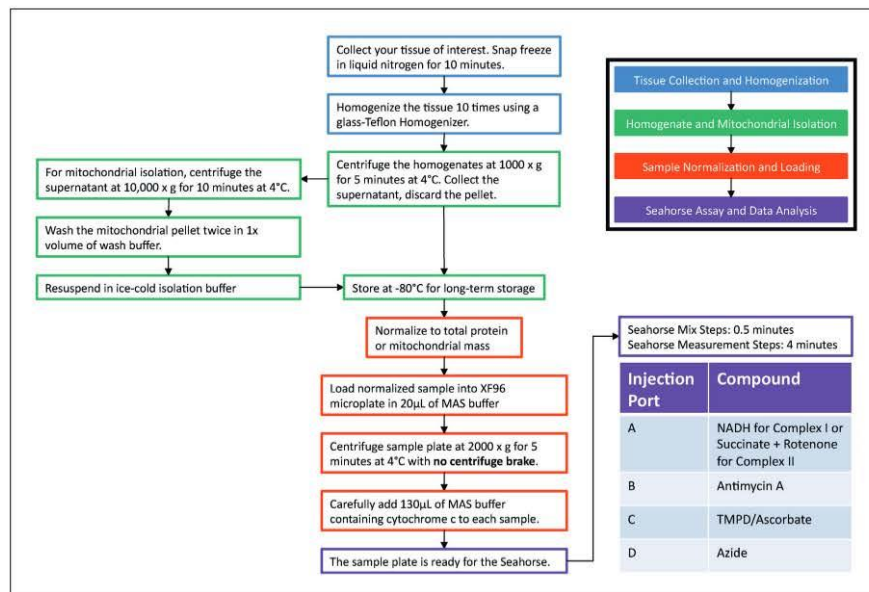 Collect your tissue of interest. Snap freeze
in liquid nitrogen for 10 minutes.
Homogenize the tissue 10 times using a
glass-Teflon Homogenizer.
Centrifuge the homogenates at 1000 x g
for 5 minutes at 4°C. Collect the
supernatant, discard the pellet.
For mitochondrial isolation, centrifuge the
supernatant at 10,000 x g for 10 minutes at 4°C.
Wash the mitochondrial pellet twice in 1x
volume of wash buffer.
Resuspend in ice-cold isolation buffer
Store at -80°C for long-term storage
Normalize to total protein
or mitochondrial mass
Load normalized sample into XF96
microplate in 20µL of MAS buffer
Centrifuge sample plate at 2000 x g for 5
minutes at 4°C with no centrifuge brake.
Carefully add 130µL of MAS buffer
containing cytochrome c to each sample.
The sample plate is ready for the Seahorse.
Tissue Collection and Homogenization
Homogenate and Mitochondrial Isolation
Sample Normalization and Loading
Seahorse Assay and Data Analysis
Seahorse Mix Steps: 0.5 minutes
Seahorse Measurement Steps: 4 minutes
Injection Port
Compound
A
NADH for Complex I or
Succinate + Rotenone
for Complex II
B
Antimycin A
C
TMPD/Ascorbate
D
Azide